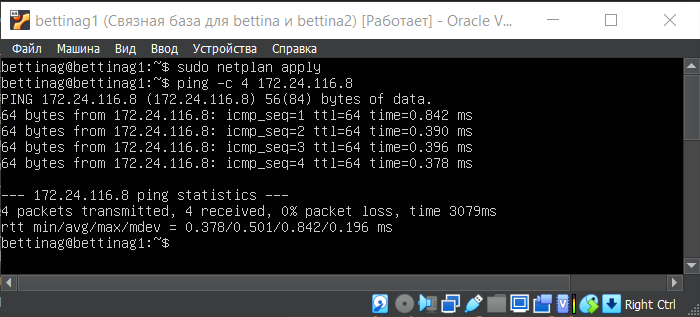 bettinag1 (Связная база для bettina и bettina2) [Работает] - Oracle V...
Файл Машина Вид Ввод Устройства Справка
bettinag@bettinag1:~$ sudo netplan apply
bettinag@bettinag1:~$ ping -c 4 172.24.116.8
PING 172.24.116.8 (172.24.116.8) 56(84) bytes of data.
64 bytes from 172.24.116.8: icmp_seq=1 ttl=64 time=0.842 ms
64 bytes from 172.24.116.8: icmp_seq=2 ttl=64 time=0.390 ms
64 bytes from 172.24.116.8: icmp_seq=3 ttl=64 time=0.396 ms
64 bytes from 172.24.116.8: icmp_seq=4 ttl=64 time=0.378 ms
--- 172.24.116.8 ping statistics ---
4 packets transmitted, 4 received, 0% packet loss, time 3079ms
rtt min/avg/max/mdev = 0.378/0.501/0.842/0.196 ms
bettinag@bettinag1:~$
Right Ctrl